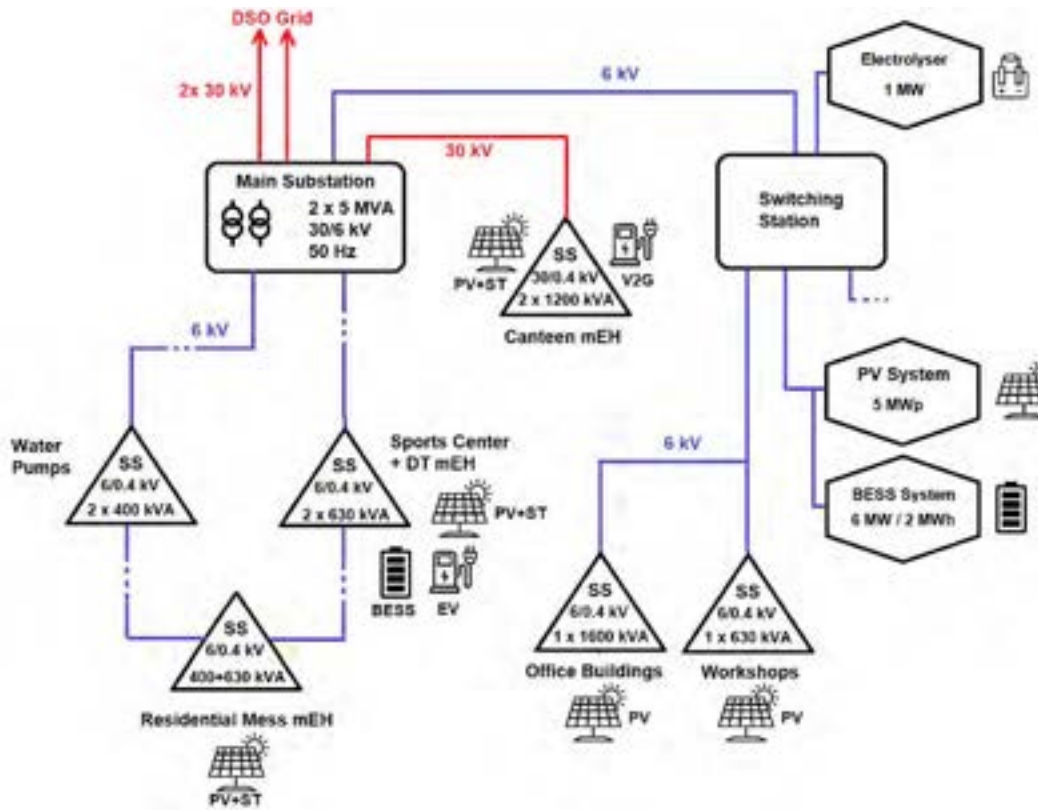 DSO Grid
2x 30 kV
6 kV
Electrolyser
1 MW
30 kV
Main Substation
2 x 5 MVA
30/6 kV
50 Hz
Switching
Station
PV+ST
SS
30/0.4 kV
2 x 1200 kVA
V2G
Canteen mEH
6 kV
PV System
5 MWp
Water
Pumps
SS
6/0.4 kV
2 x 400 kVA
SS
6/0.4 kV
2 x 630 kVA
Sports Center
+ DT mEH
PV+ST
BESS
EV
6 kV
BESS System
6 MW / 2 MWh
SS
6/0.4 kV
400+630 kVA
Residential Mess mEH
PV+ST
SS
6/0.4 kV
1 x 1600 kVA
Office Buildings
PV
SS
6/0.4 kV
1 x 630 kVA
Workshops
PV